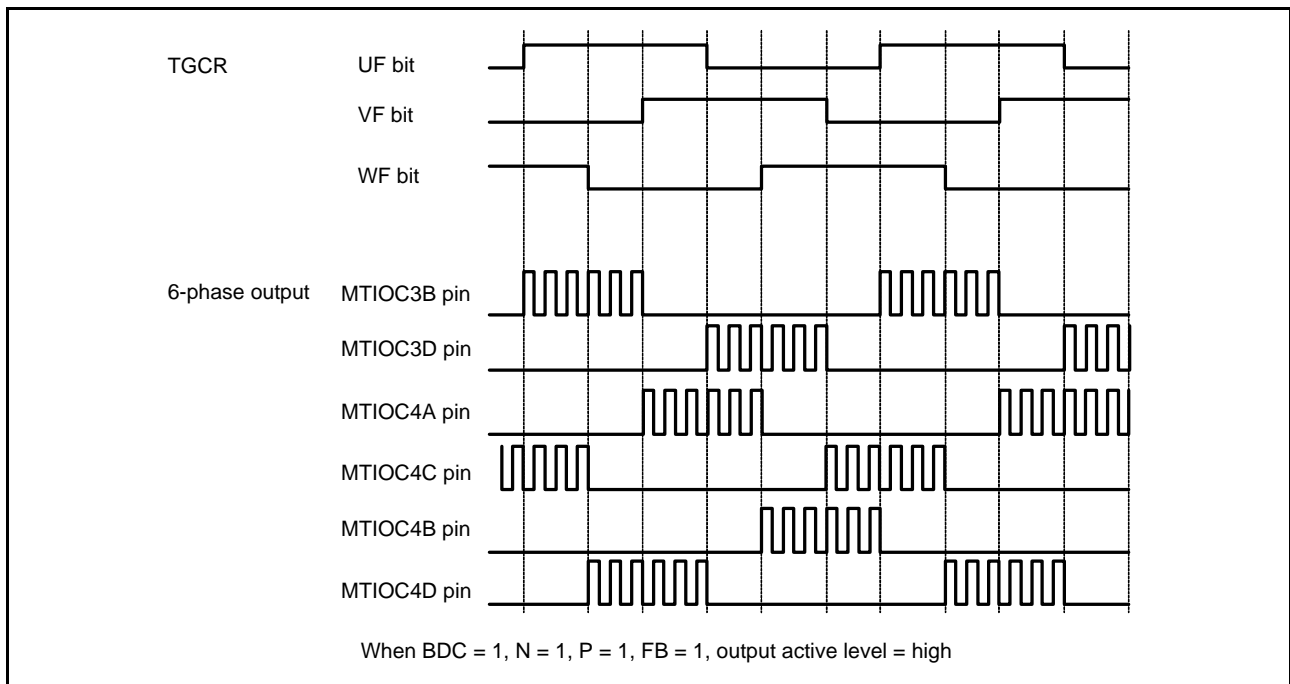 TGCR UF bit
VF bit
WF bit
6-phase output MTIOC3B pin
MTIOC3D pin
MTIOC4A pin
MTIOC4C pin
MTIOC4B pin
MTIOC4D pin
When BDC = 1, N = 1, P = 1, FB = 1, output active level = high